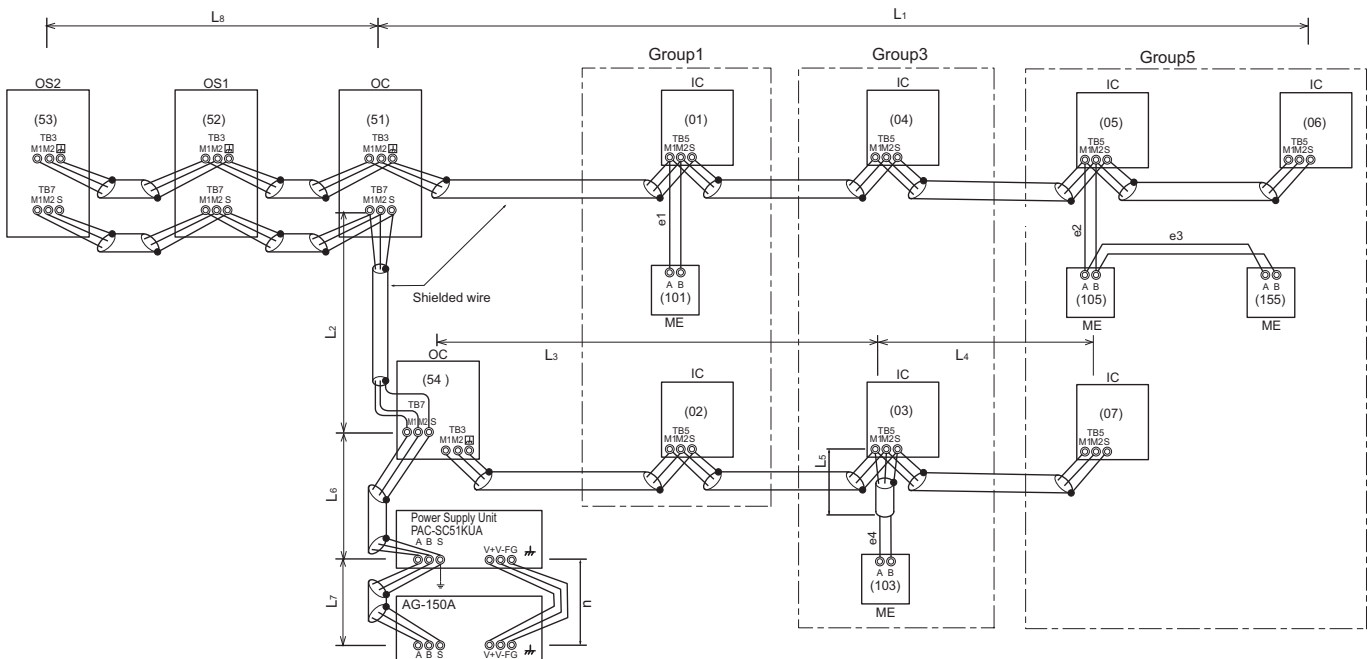 L8
L1
Group1
Group3
Group5
OS2
OS1
OC
IC
IC
IC
IC
(53)
(52)
(51)
(01)
(04)
(05)
(06)
TB3
M1M2
TB3
M1M2
TB3
M1M2
TB5
M1M2S
TB5
M1M2S
TB5
M1M2S
TB5
M1M2S
TB7
M1M2 S
TB7
M1M2 S
TB7
M1M2 S
e1
e2
e3
A B
(101)
ME
A B
(105)
ME
A B
(155)
ME
Shielded wire
L2
L3
L4
OC
IC
IC
IC
(54 )
(02)
(03)
(07)
TB7
M1M2 S
TB3
M1M2
TB5
M1M2S
TB5
M1M2S
TB5
M1M2S
L5
L6
e4
Power Supply Unit
PAC-SC51KUA
A B S
V+V-FG
A B
(103)
ME
L7
n
AG-150A
A B S
V+V-FG